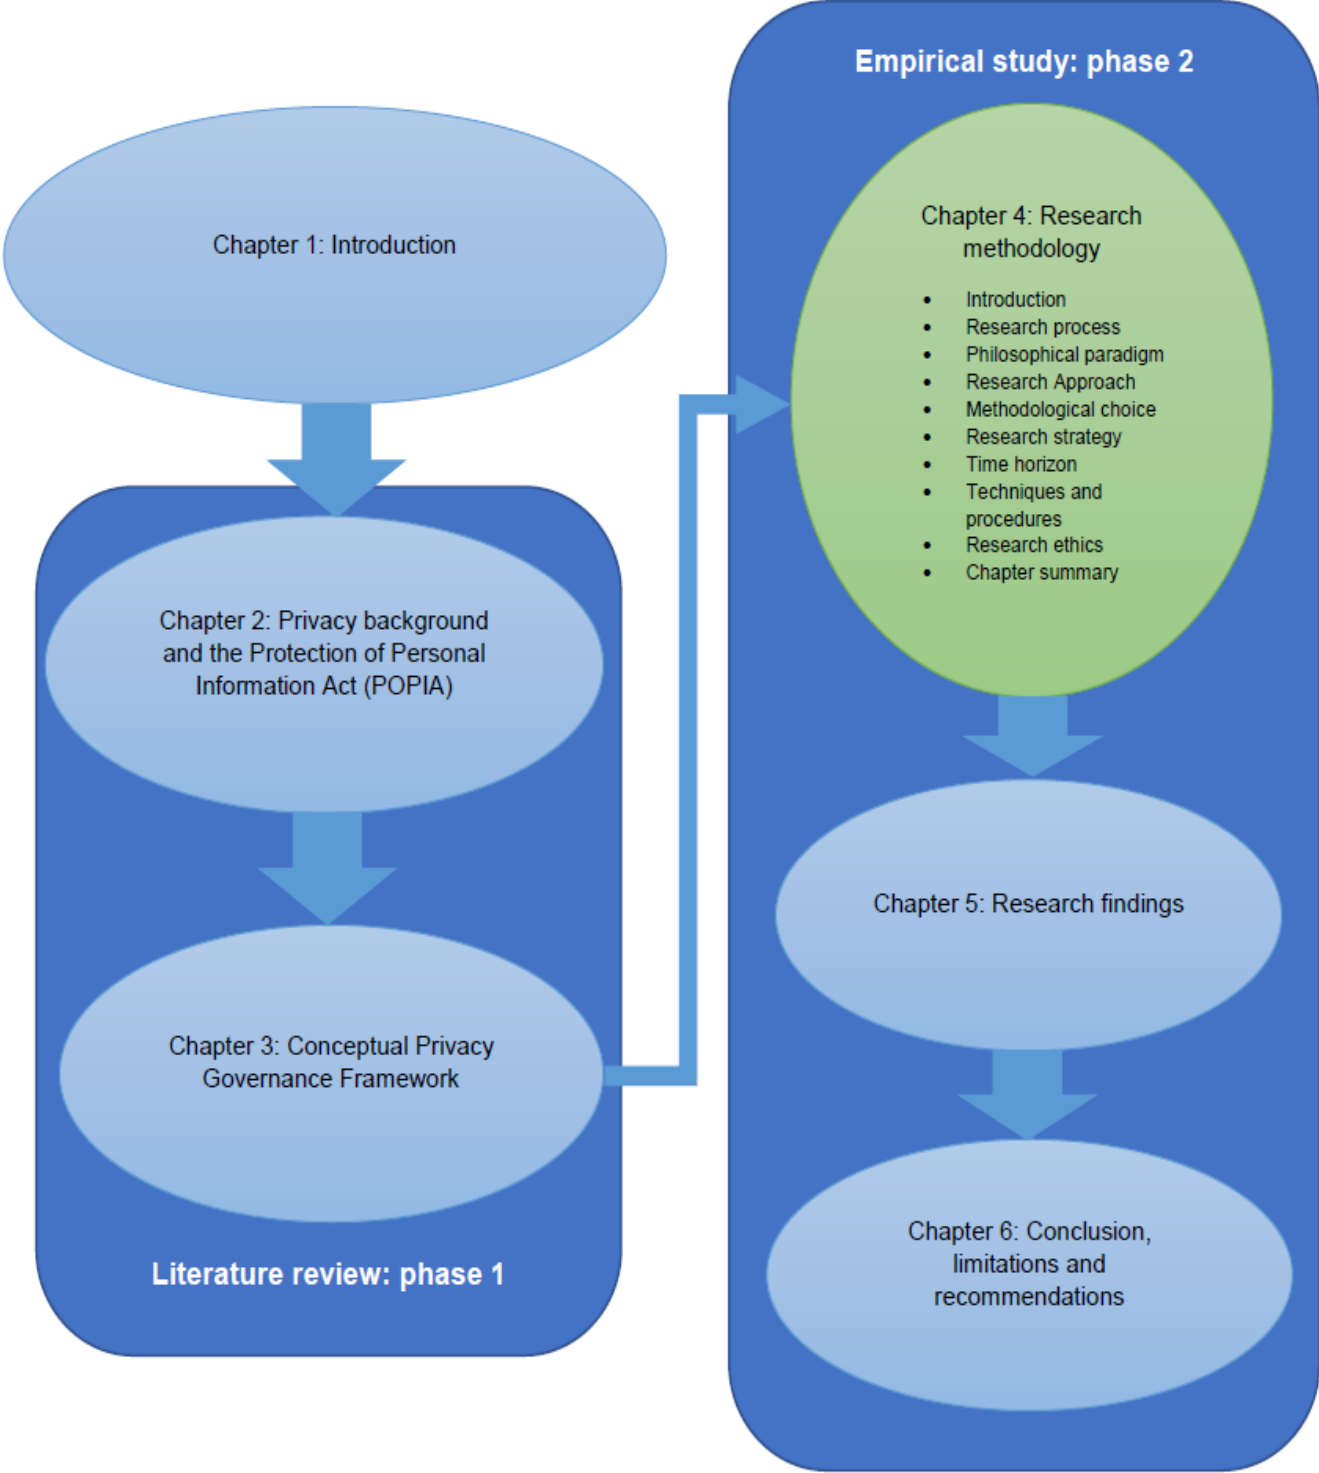 Chapter 1: Introduction
Chapter 2: Privacy background
and the Protection of Personal
Information Act (POPIA)
Chapter 3: Conceptual Privacy
Governance Framework
Literature review: phase 1
Empirical study: phase 2
Chapter 4: Research
methodology
• Introduction
• Research process
• Philosophical paradigm
• Research Approach
• Methodological choice
• Research strategy
• Time horizon
• Techniques and
procedures
• Research ethics
• Chapter summary
Chapter 5: Research findings
Chapter 6: Conclusion,
limitations and
recommendations